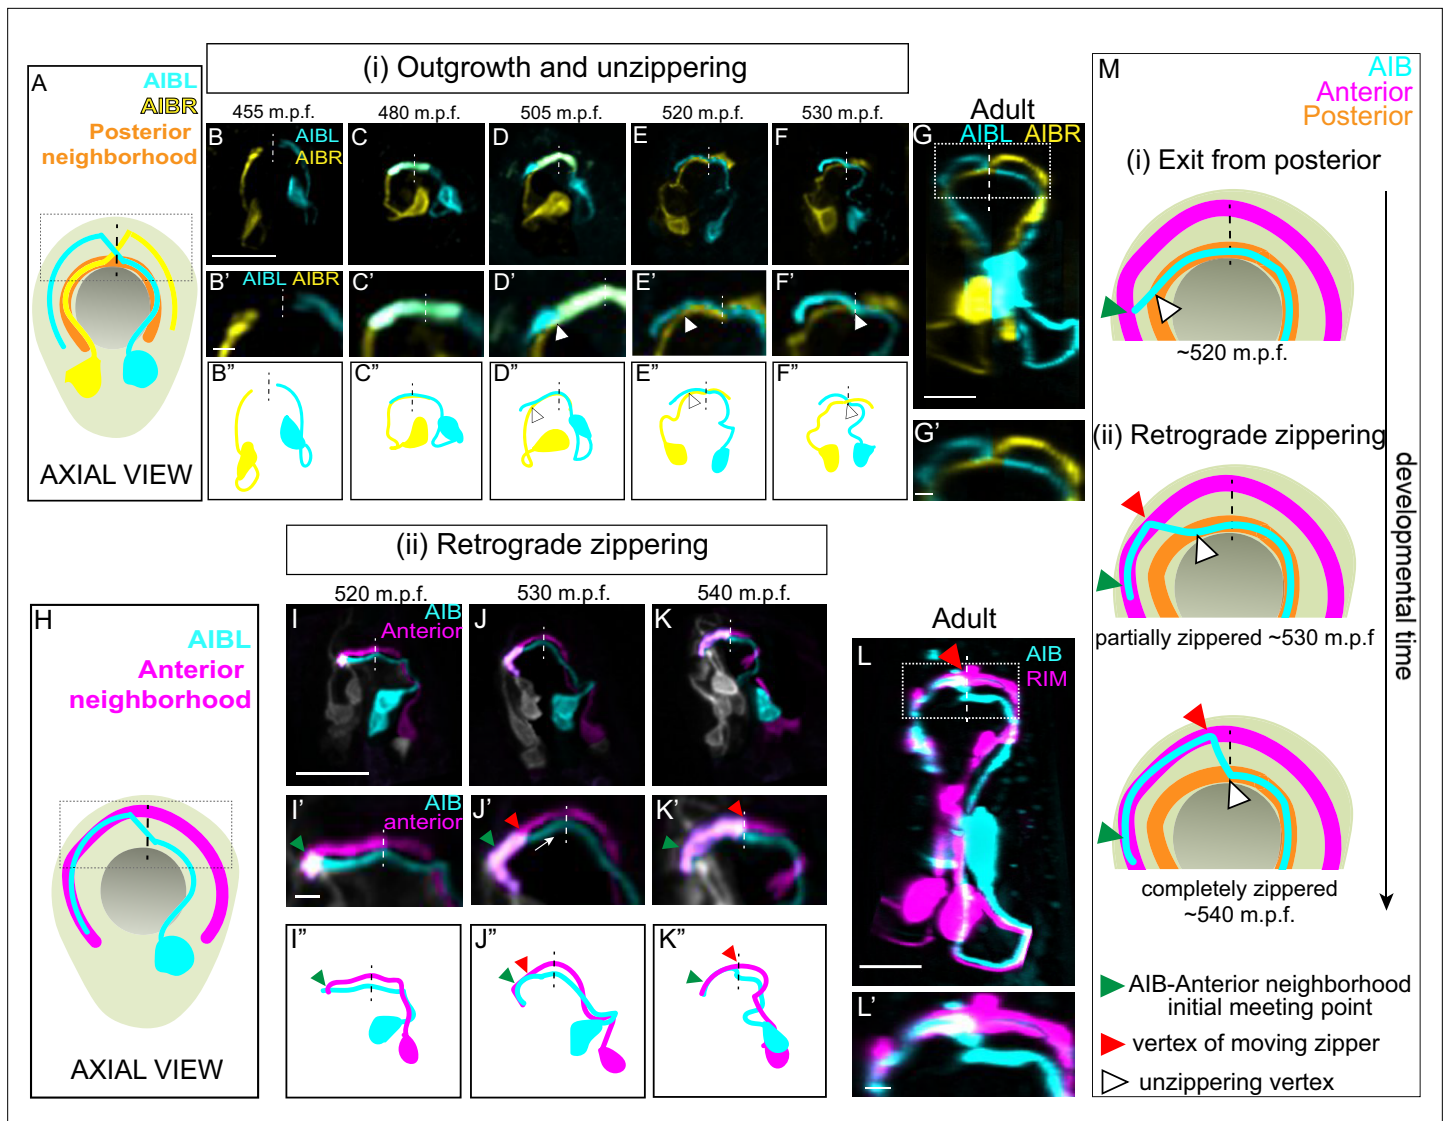 A
AIBL
AIBR
Posterior
neighborhood
AXIAL VIEW
(i) Outgrowth and unzippering
455 m.p.f.
480 m.p.f.
505 m.p.f.
520 m.p.f.
530 m.p.f.
B
AIBL
AIBR
C
D
E
F
B'
AIBL
AIBR
C'
D'
E'
F'
B"
C"
D"
E"
F"
Adult
G
AIBL
AIBR
G'
(ii) Retrograde zippering
520 m.p.f.
530 m.p.f.
540 m.p.f.
H
AIBL
Anterior
neighborhood
AXIAL VIEW
I
AIB
Anterior
J
K
I'
AIB
anterior
J'
K'
I"
J"
K"
Adult
L
AIB
RIM
L'
M
AIB
Anterior
Posterior
(i) Exit from posterior
~520 m.p.f.
(ii) Retrograde zippering
partially zippered ~530 m.p.f
completely zippered
~540 m.p.f.
developmental time
AIB-Anterior neighborhood
initial meeting point
vertex of moving zipper
unzippering vertex